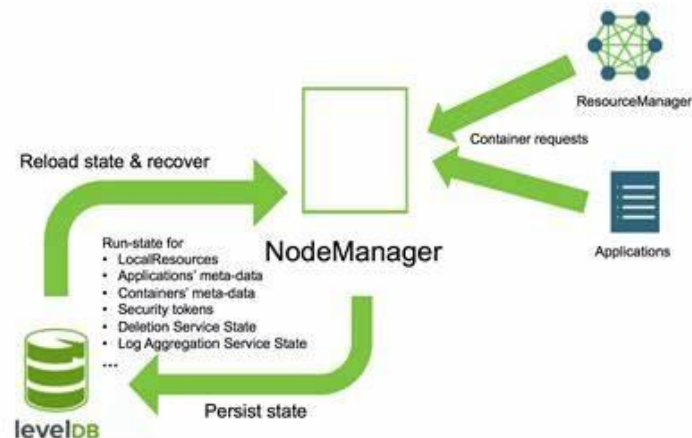 ResourceManager
Container requests
Reload state & recover
Applications
NodeManager
Run-state for
• LocalResources
• Applications' meta-data
• Containers' meta-data
• Security tokens
• Deletion Service State
• Log Aggregation Service State
...
Persist state
levelDB